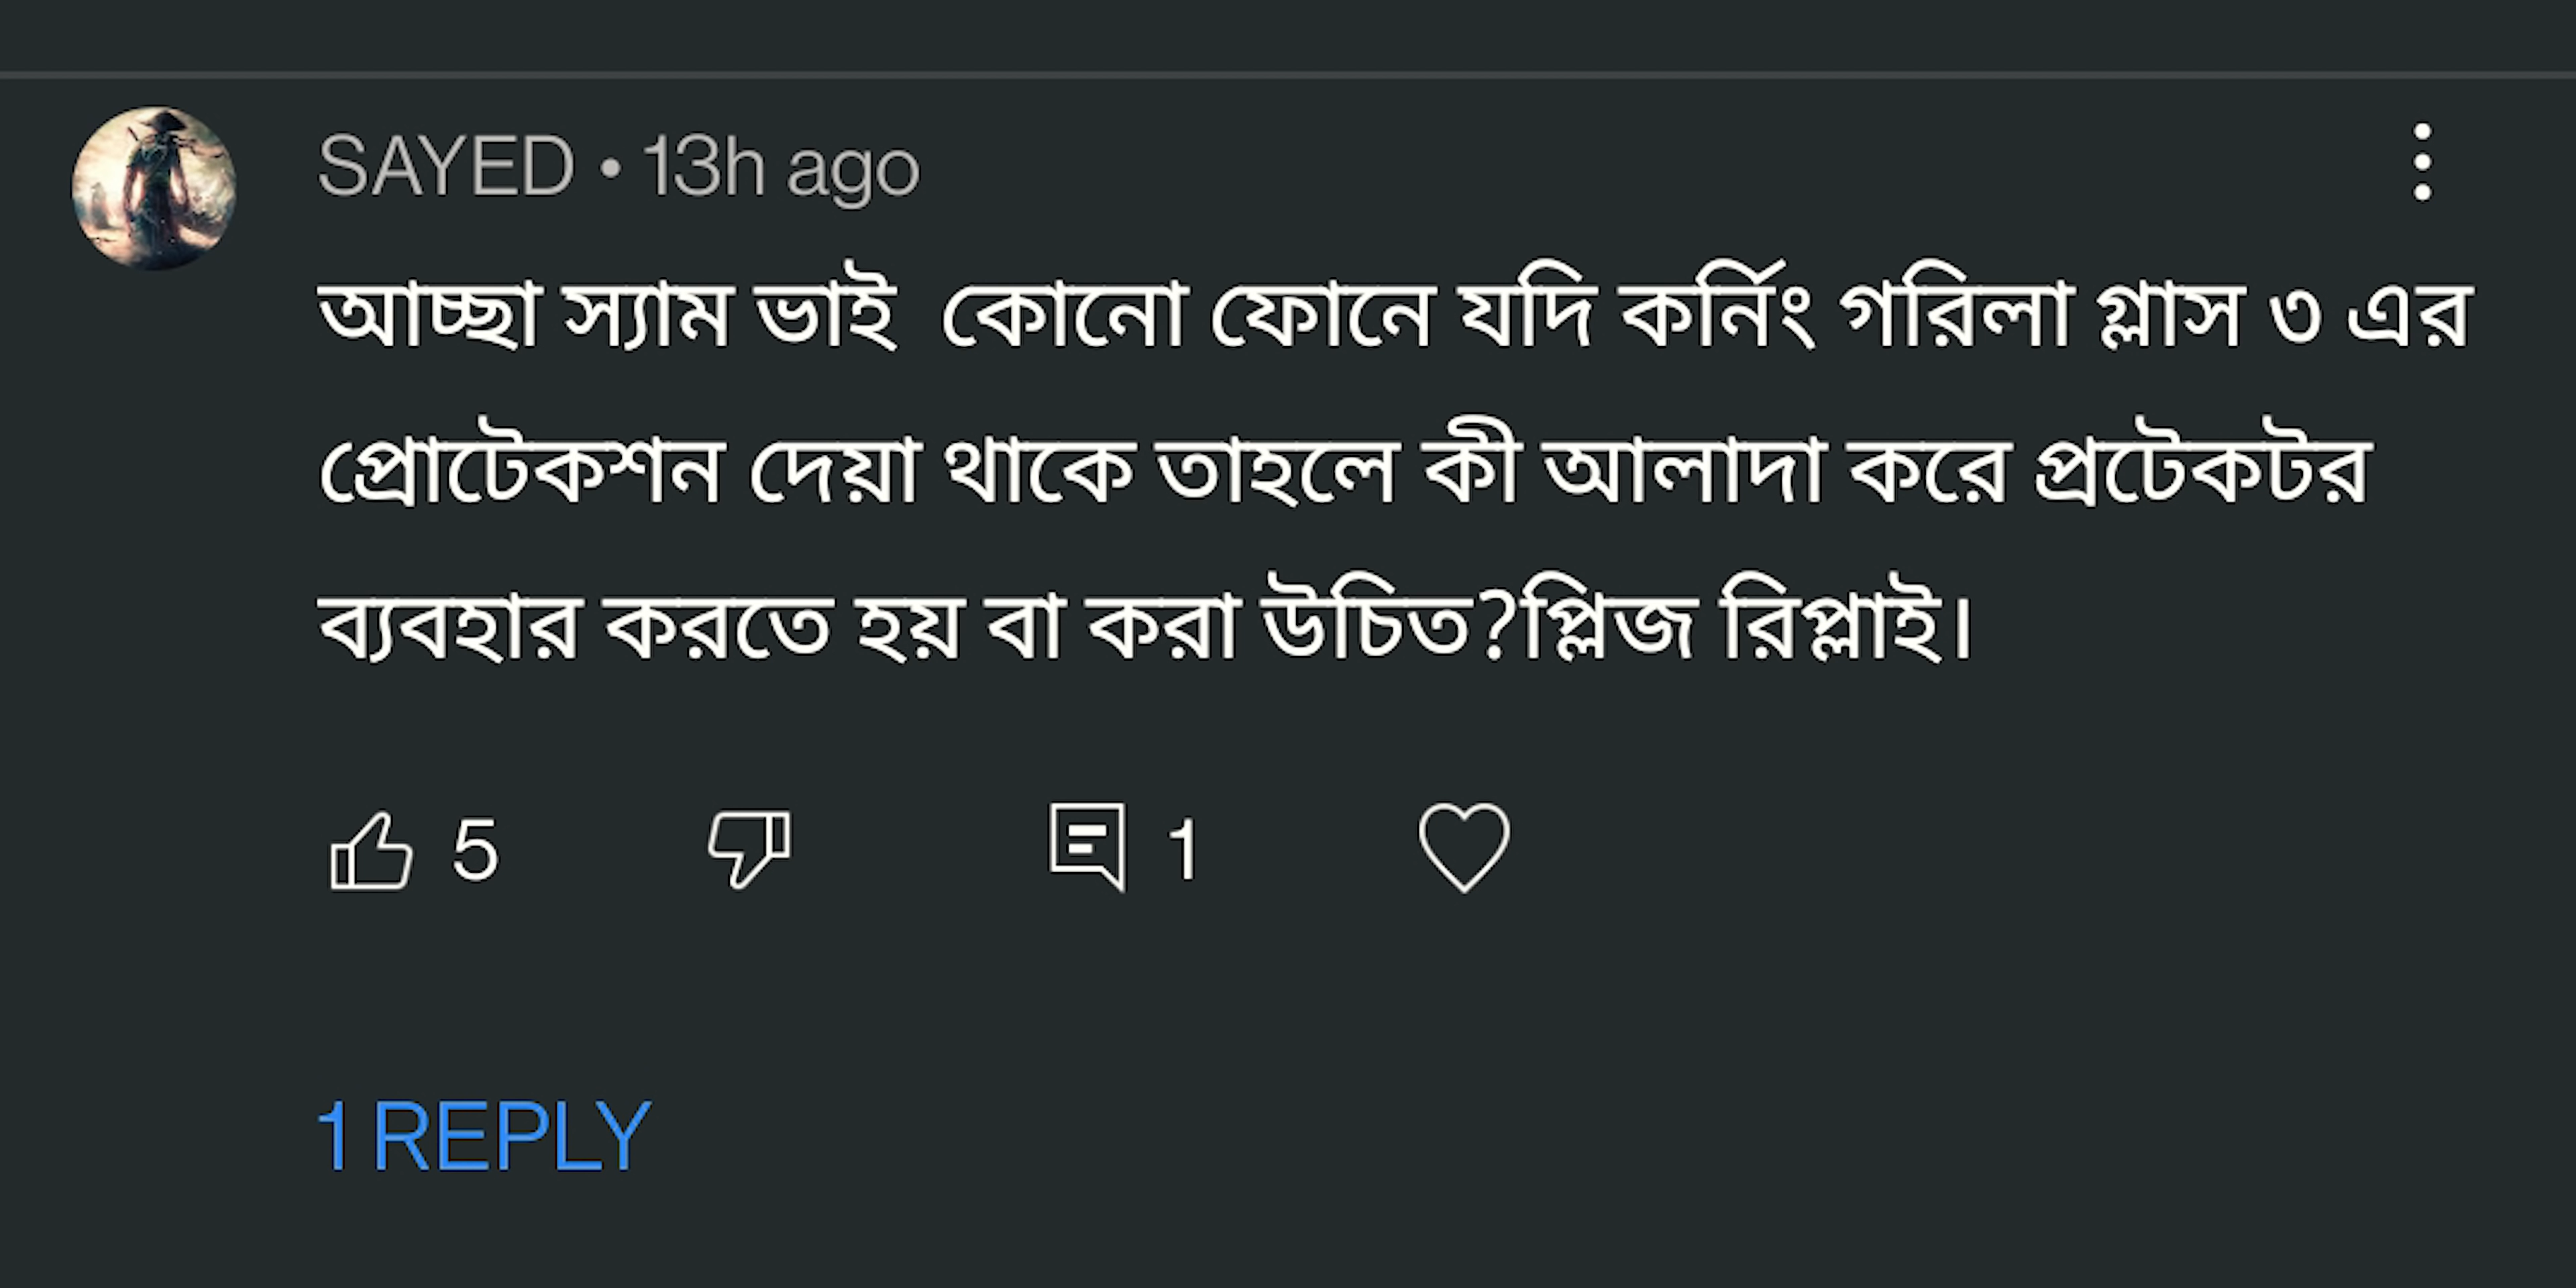 SAYED • 13h ago
আচ্ছা স্যাম ভাই  কোনো ফোনে যদি কর্নিং গরিলা গ্লাস ৩ এর
প্রোটেকশন দেয়া থাকে তাহলে কী আলাদা করে প্রটেকটর
ব্যবহার করতে হয় বা করা উচিত?প্লিজ রিপ্লাই।
5 1
1 REPLY